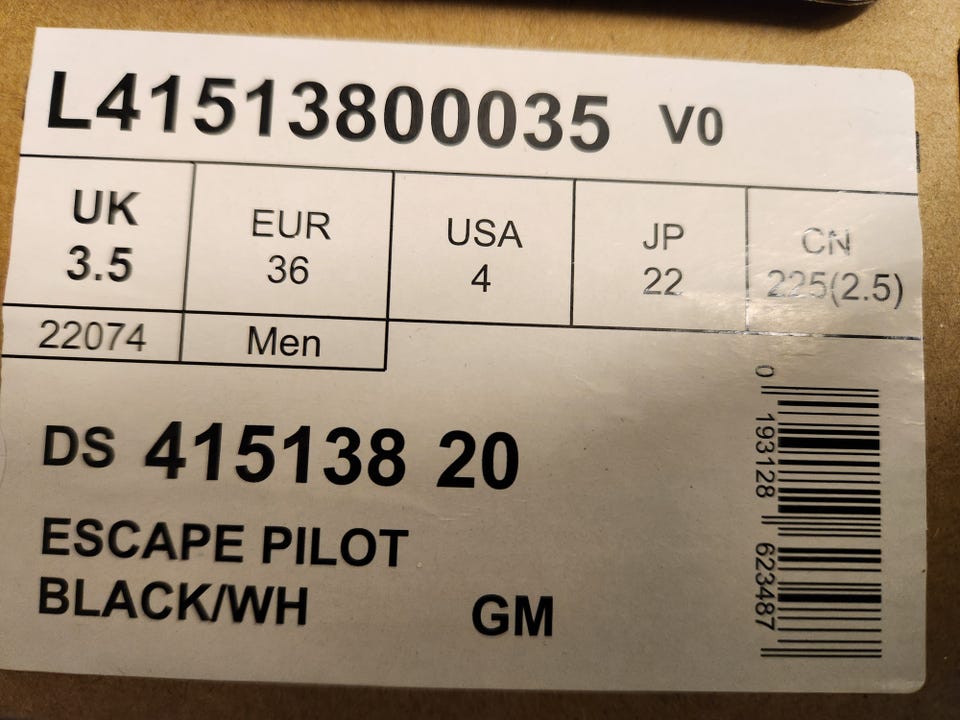 L41513800035 V0
UK EUR USA JP CN
3.5 36 4 22 225(2.5)
22074 Men
DS 415138 20
ESCAPE PILOT
BLACK/WH GM
0 193128 623487